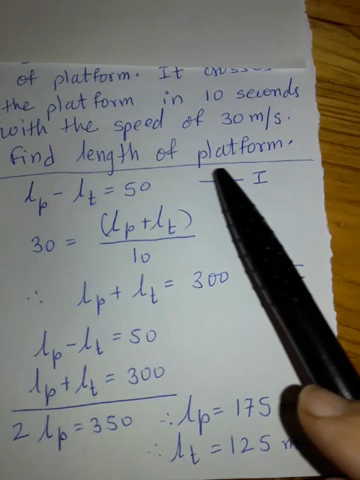 of platform. It crosses
the platform in 10 seconds
with the speed of 30 m/s.
Find length of platform.
lp - lt = 50 — I
30 = (lp + lt) / 10
∴ lp + lt = 300
lp - lt = 50
lp + lt = 300
2 lp = 350 ∴ lp = 175
∴ lt = 125 m